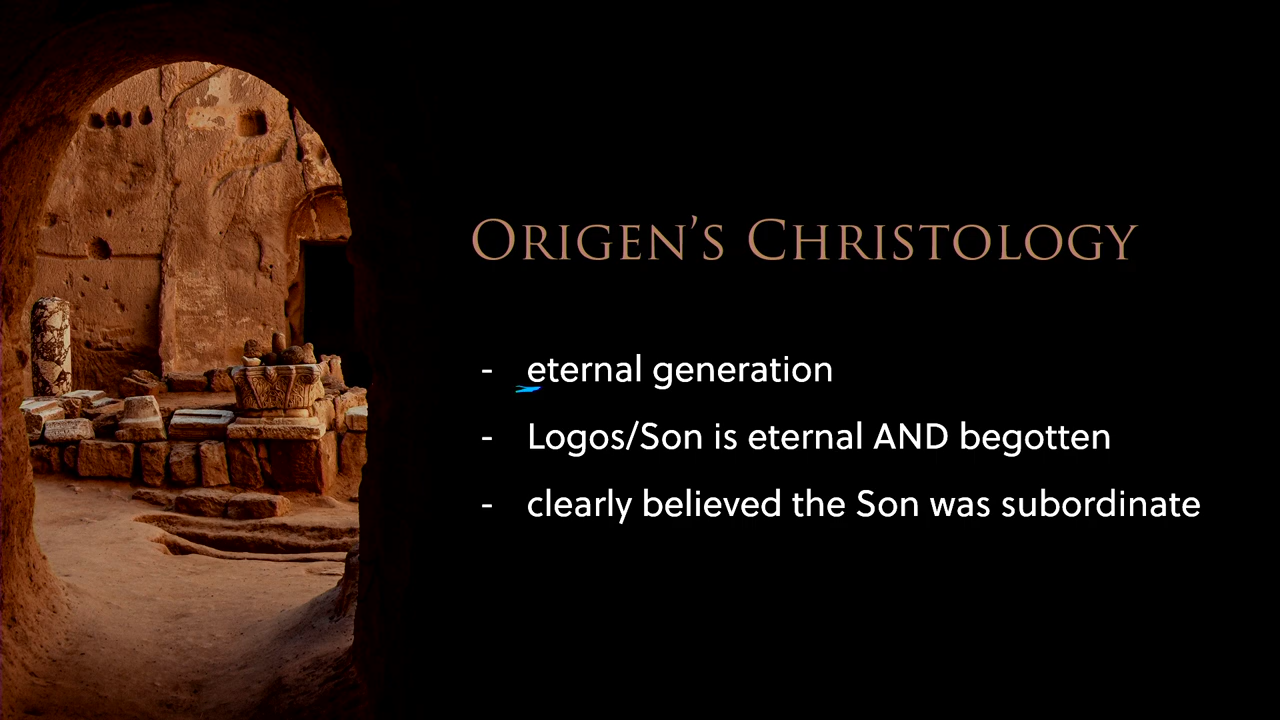 Origen’s Christology
- eternal generation
- Logos/Son is eternal AND begotten
- clearly believed the Son was subordinate